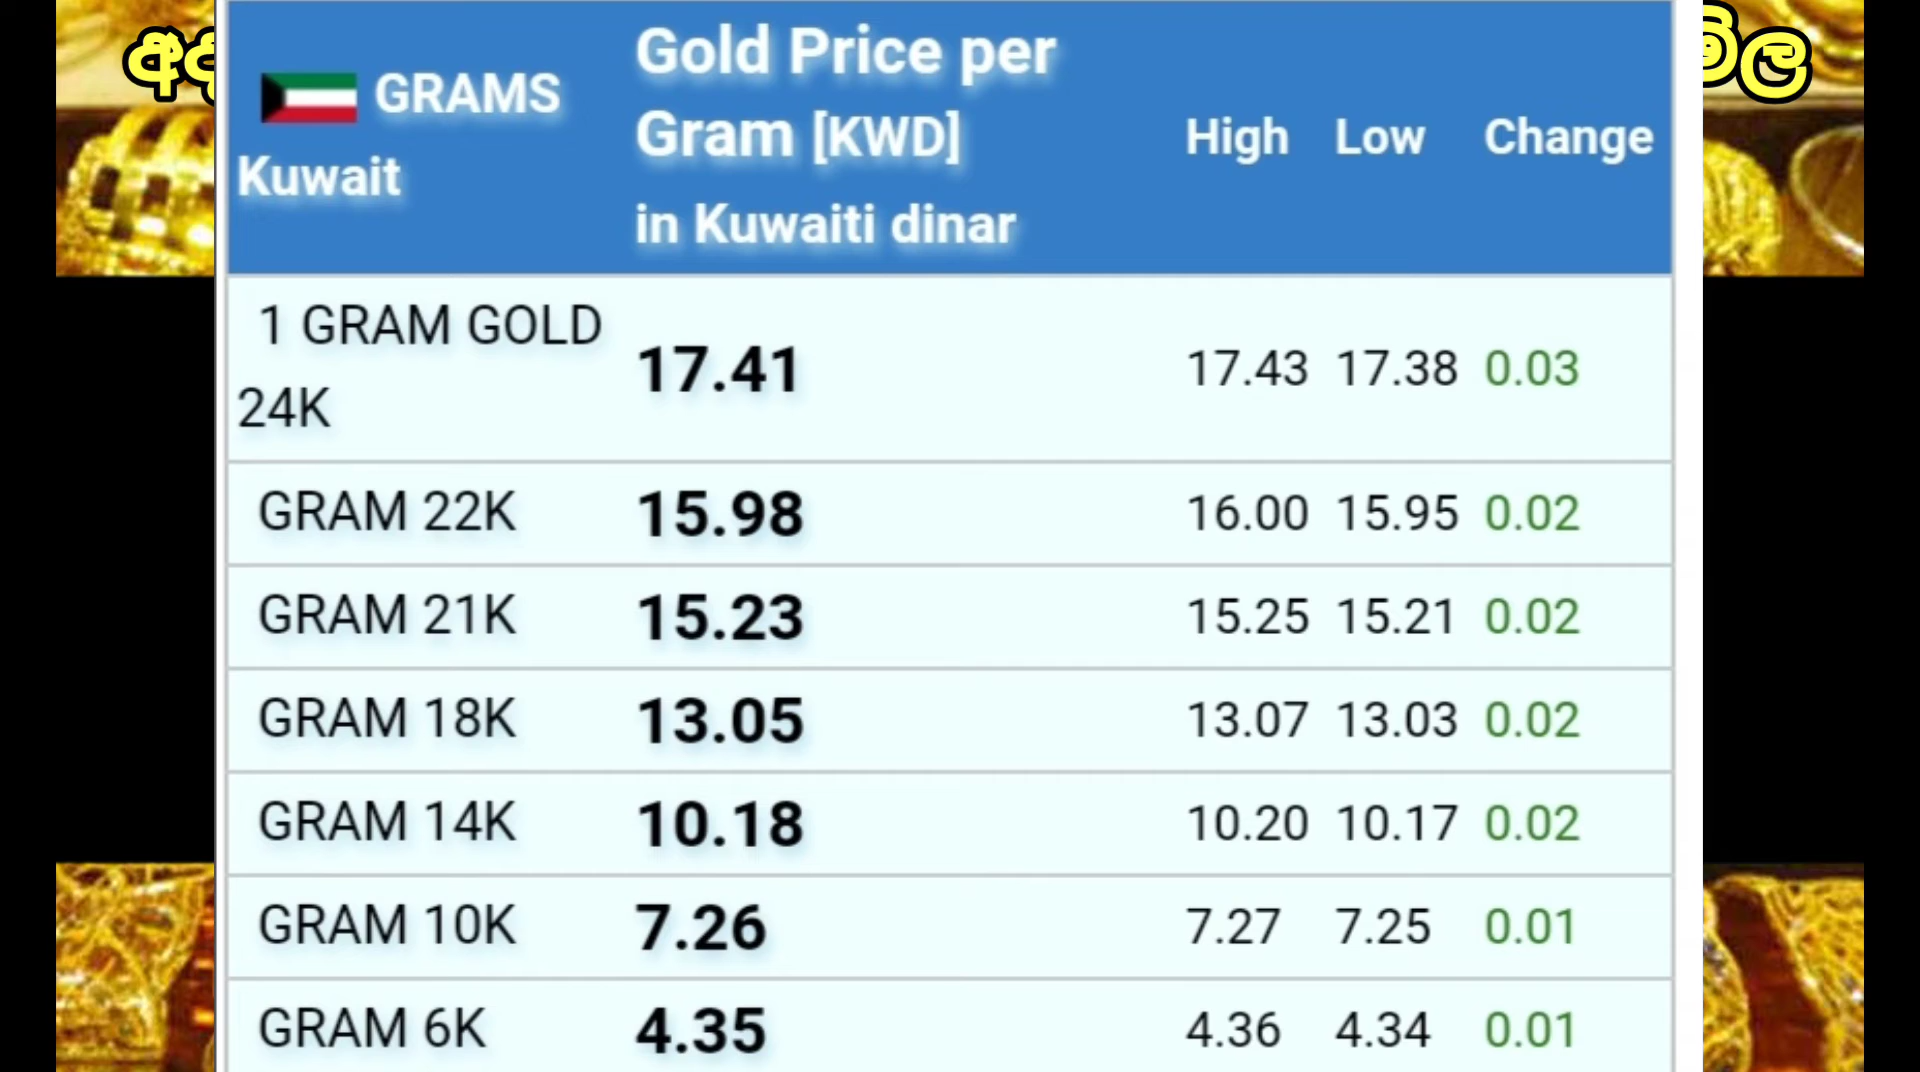 GRAMS
Kuwait
Gold Price per
Gram [KWD]
in Kuwaiti dinar
High Low Change
1 GRAM GOLD
24K
17.41 17.43 17.38 0.03
GRAM 22K 15.98 16.00 15.95 0.02
GRAM 21K 15.23 15.25 15.21 0.02
GRAM 18K 13.05 13.07 13.03 0.02
GRAM 14K 10.18 10.20 10.17 0.02
GRAM 10K 7.26 7.27 7.25 0.01
GRAM 6K 4.35 4.36 4.34 0.01